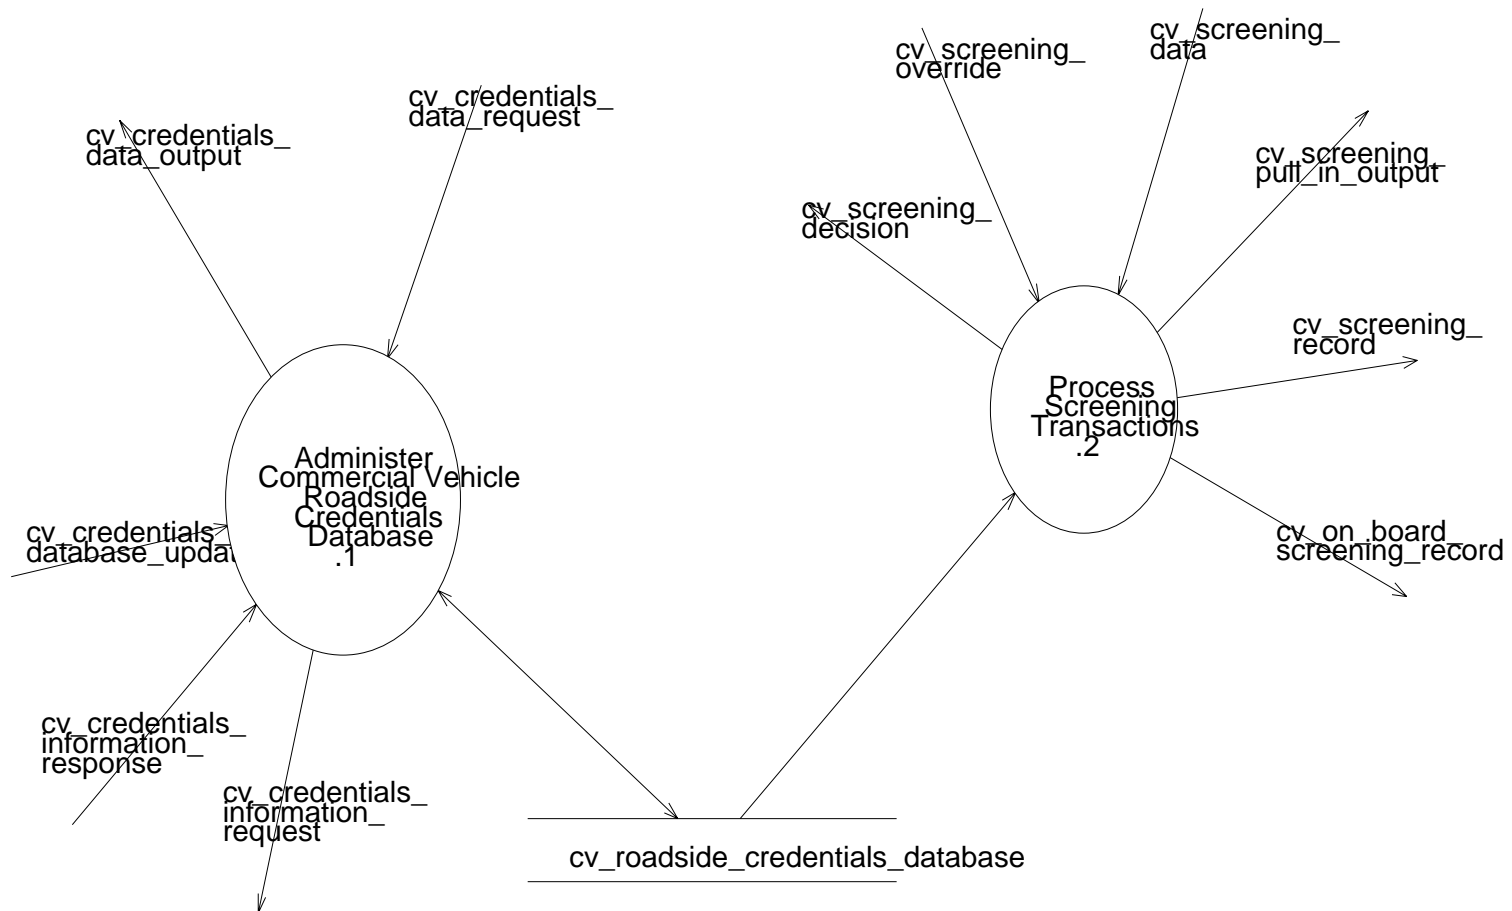 cv_screening_
override
cv_screening_
data
cv_credentials_
data_request
cv_credentials_
data_output
cv_screening_
pull_in_output
cv_screening_
decision
cv_screening_
record
Process
Screening
Transactions
.2
Administer
Commercial Vehicle
Roadside
Credentials
Database
.1
cv_credentials_
database_updat
cv_on_board_
screening_record
cv_credentials_
information_
response
cv_credentials_
information_
request
cv_roadside_credentials_database